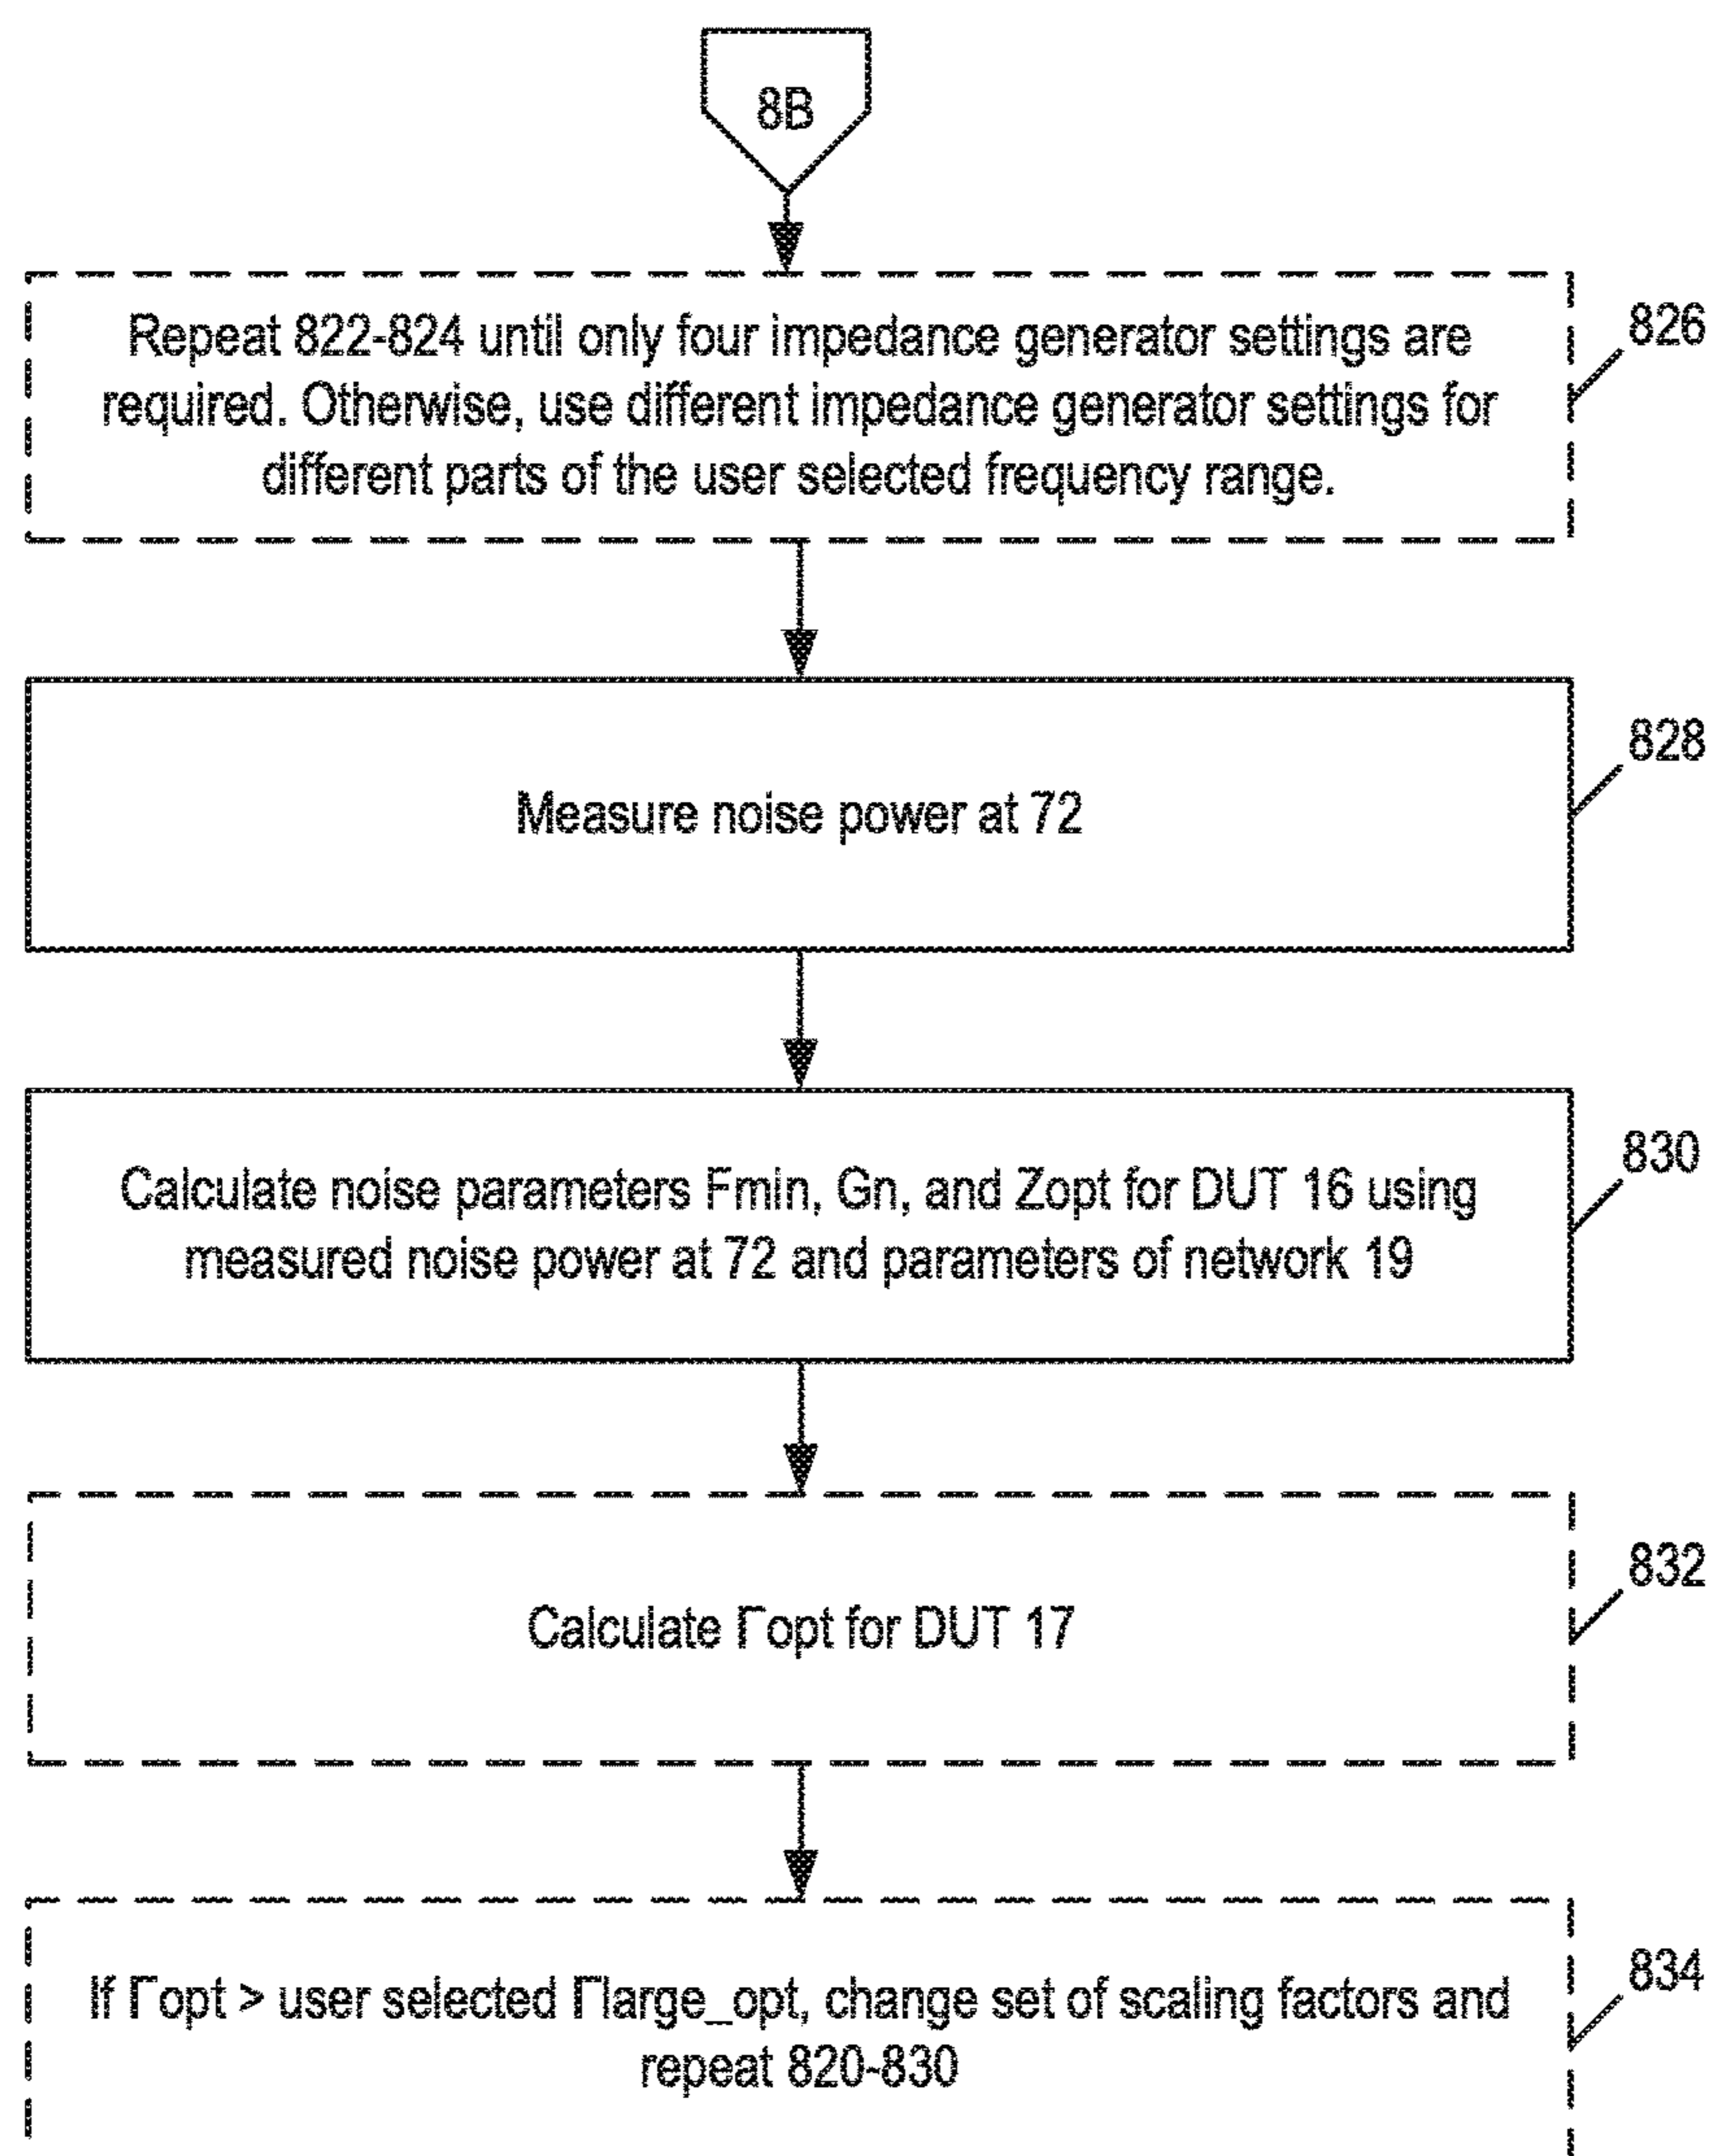 8B
Repeat 822-824 until only four impedance generator settings are
required. Otherwise, use different impedance generator settings for
different parts of the user selected frequency range.
826
Measure noise power at 72
828
Calculate noise parameters Fmin, Gn, and Zopt for DUT 16 using
measured noise power at 72 and parameters of network 19
830
Calculate Γopt for DUT 17
832
If Γopt > user selected Γlarge_opt, change set of scaling factors and
repeat 820-830
834